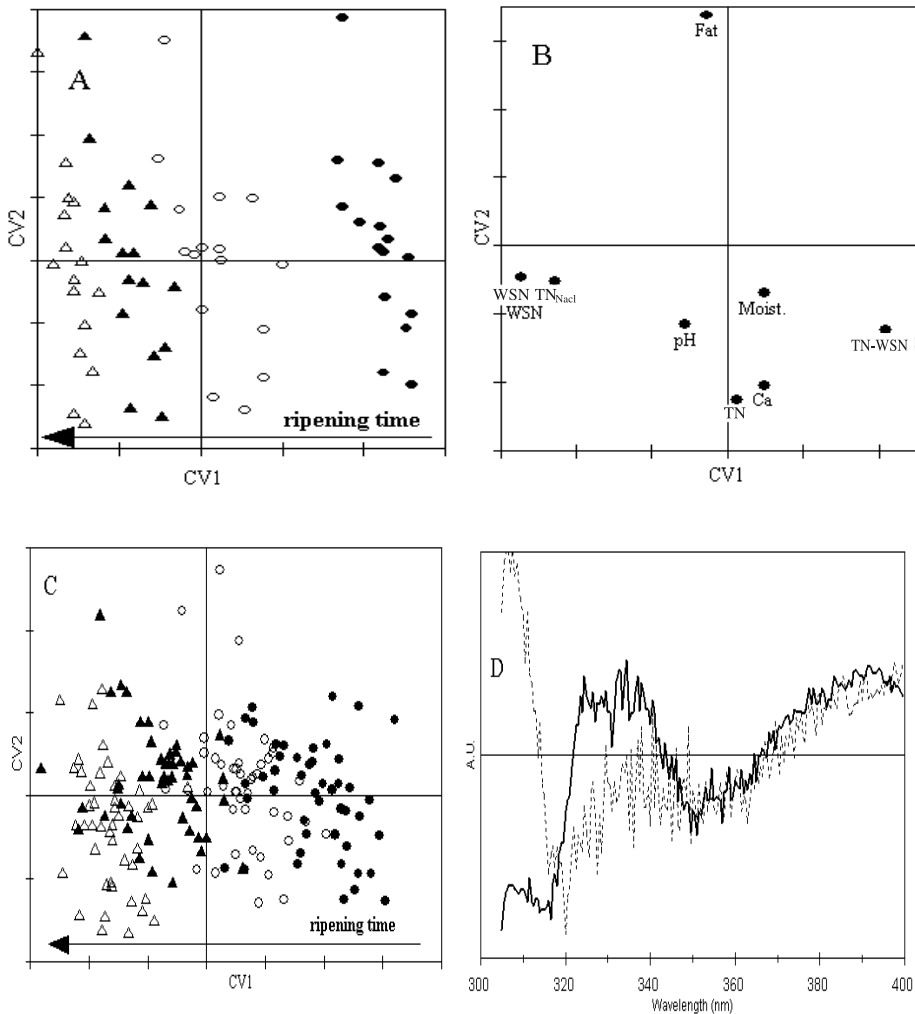 A
CV2
ripening time
CV1
B
Fat
CV2
WSN TNNacl
WSN
pH
Moist.
TN-WSN
TN
Ca
CV1
C
CV2
ripening time
CV1
D
A.U.
300 320 340 360 380 400
Wavelength (nm)